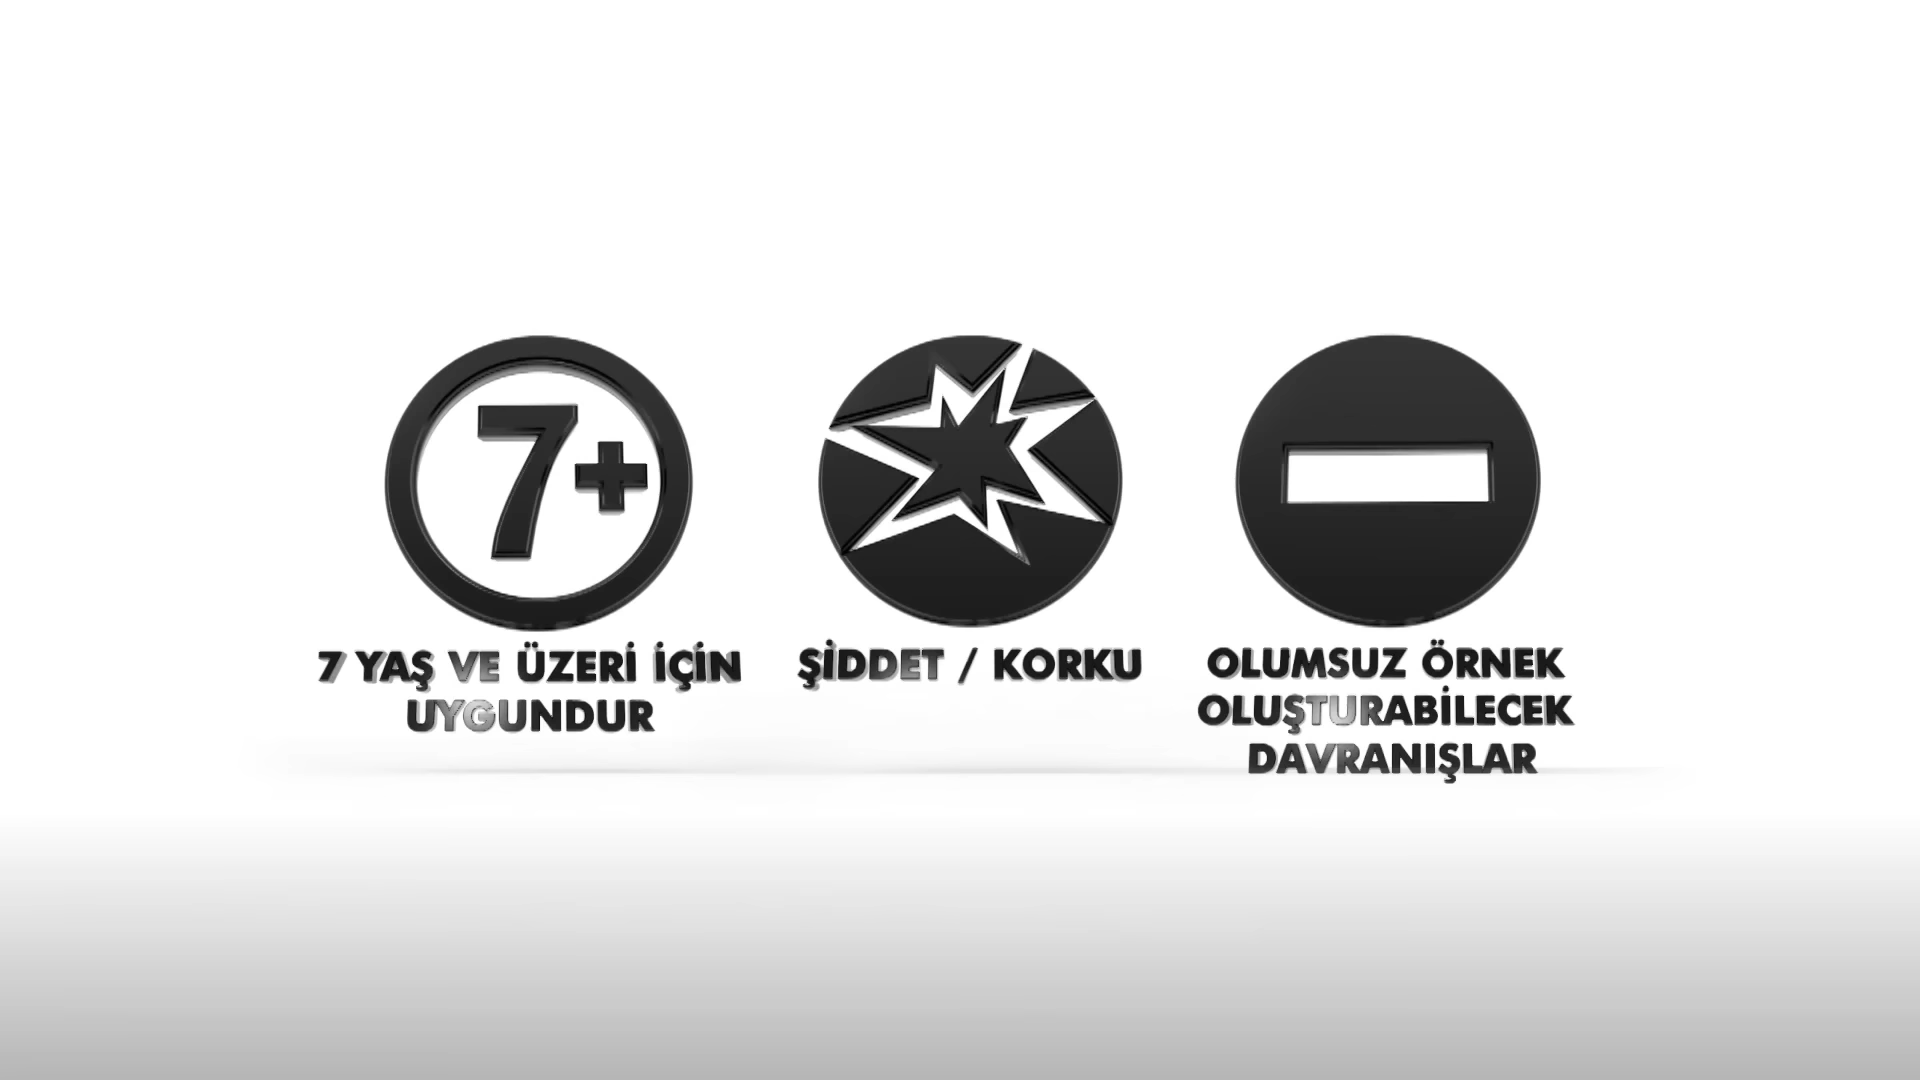 7+
7 YAŞ VE ÜZERİ İÇİN
UYGUNDUR
ŞİDDET / KORKU
OLUMSUZ ÖRNEK
OLUŞTURABİLECEK
DAVRANIŞLAR